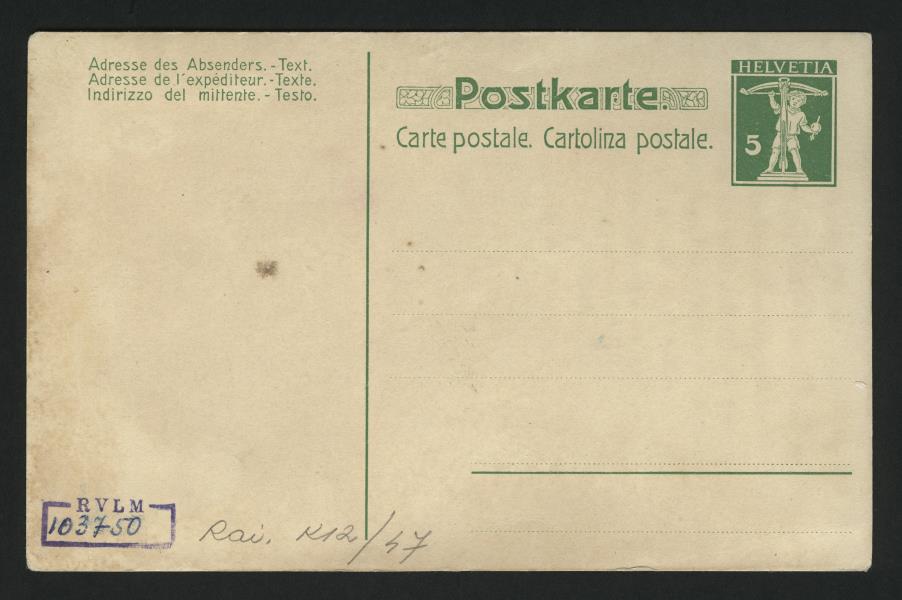 Adresse des Absenders. - Text.
Adresse de l'expéditeur. - Texte.
Indirizzo del mittente. - Testo.
Postkarte.
Carte postale. Cartolina postale.
HELVETIA
5
RVLM
103750
Rai. K12/47